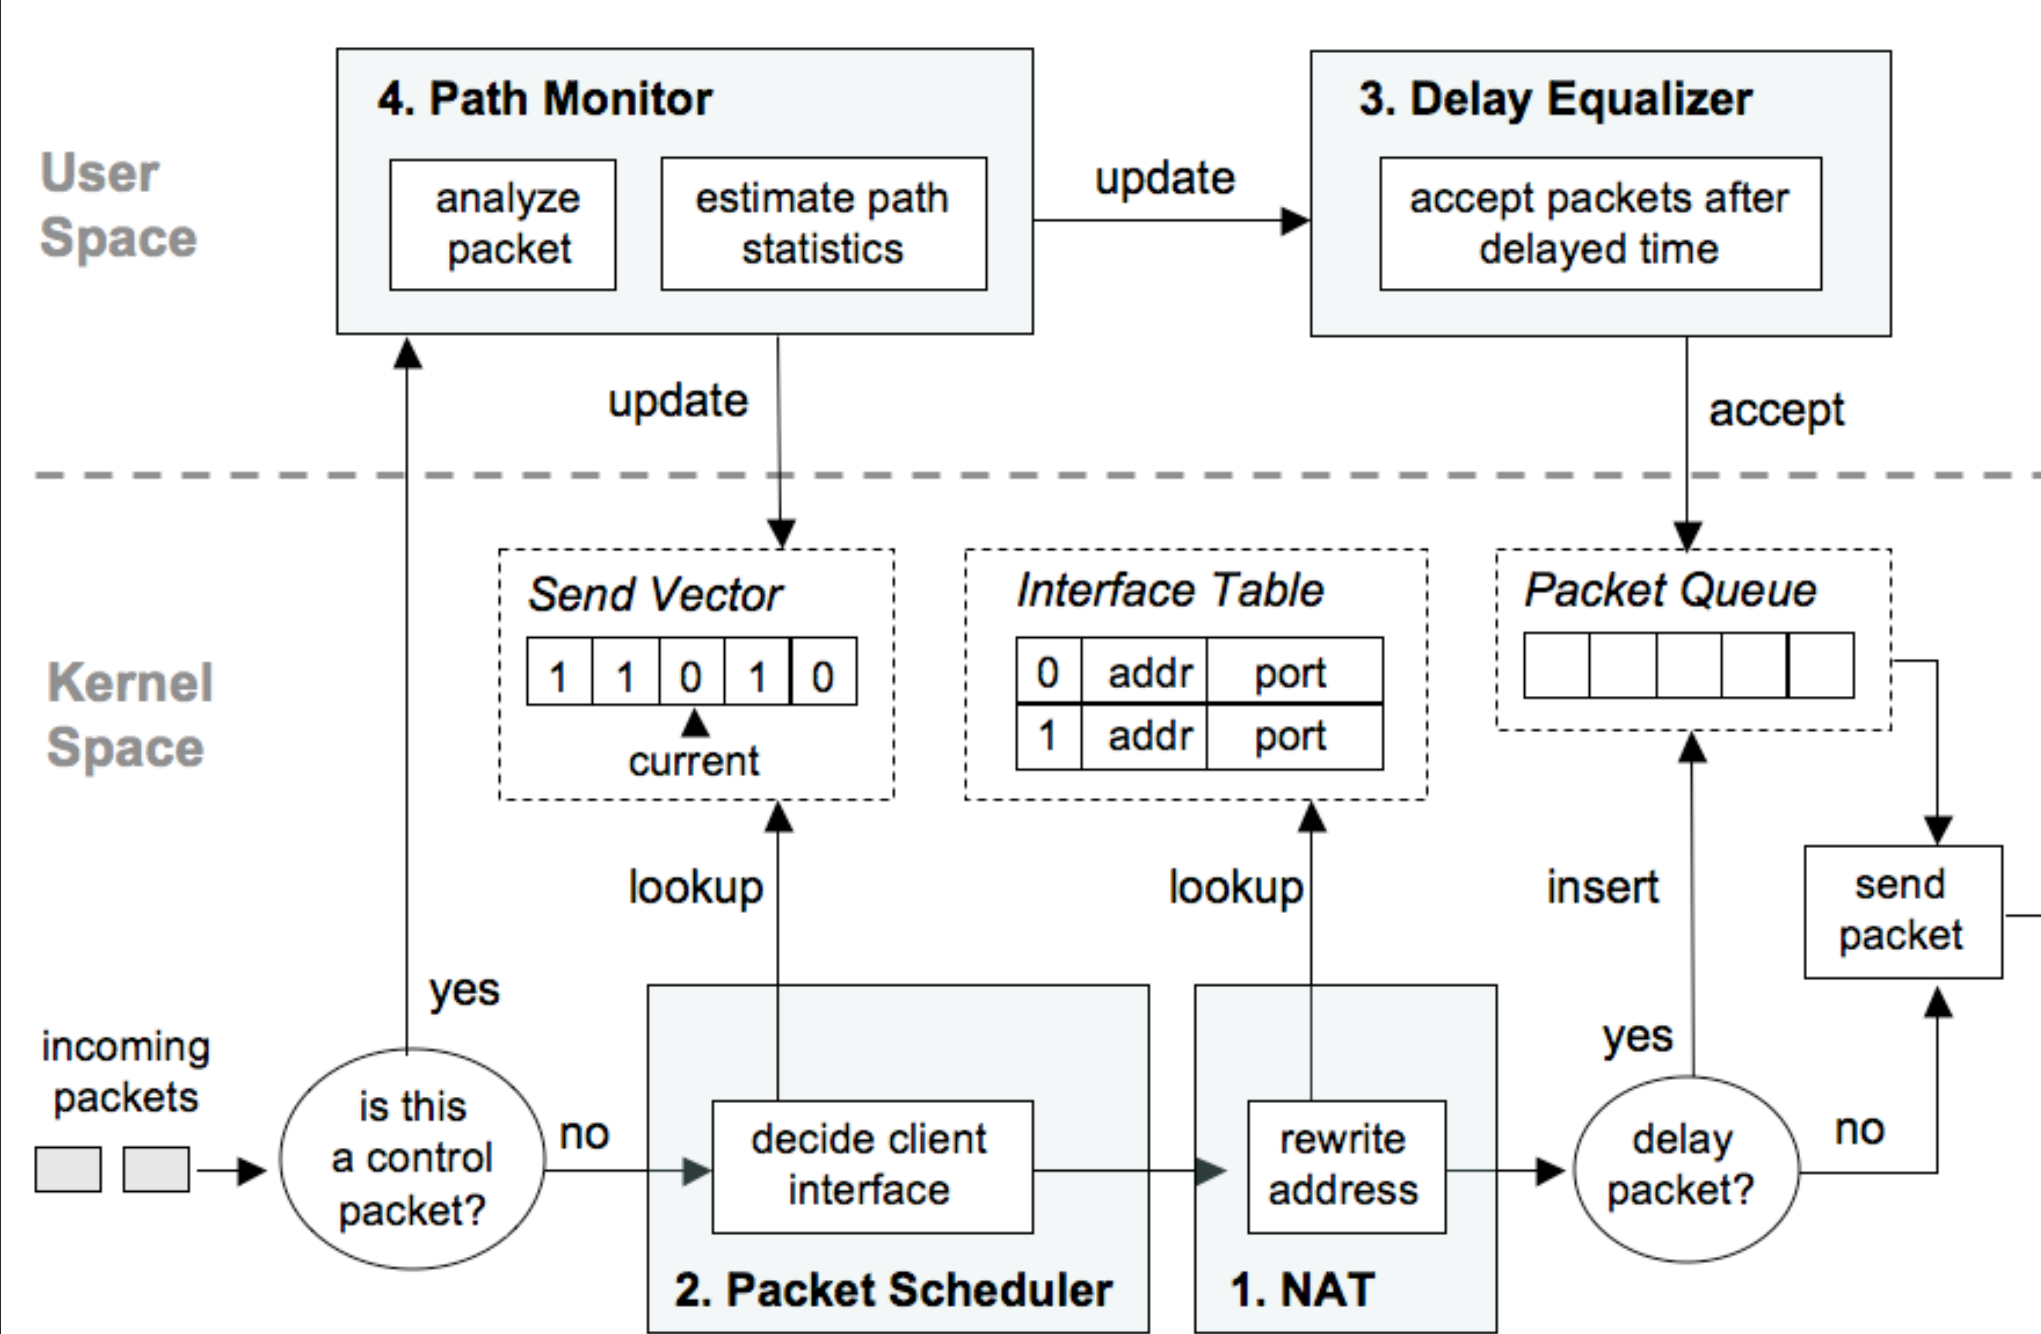 4. Path Monitor
analyze
packet
estimate path
statistics
update
3. Delay Equalizer
accept packets after
delayed time
User
Space
update
accept
Kernel
Space
Send Vector
1 1 0 1 0
current
Interface Table
0 addr port
1 addr port
Packet Queue
lookup
lookup
insert
send
packet
yes
incoming
packets
is this
a control
packet?
no
decide client
interface
2. Packet Scheduler
rewrite
address
1. NAT
yes
delay
packet?
no